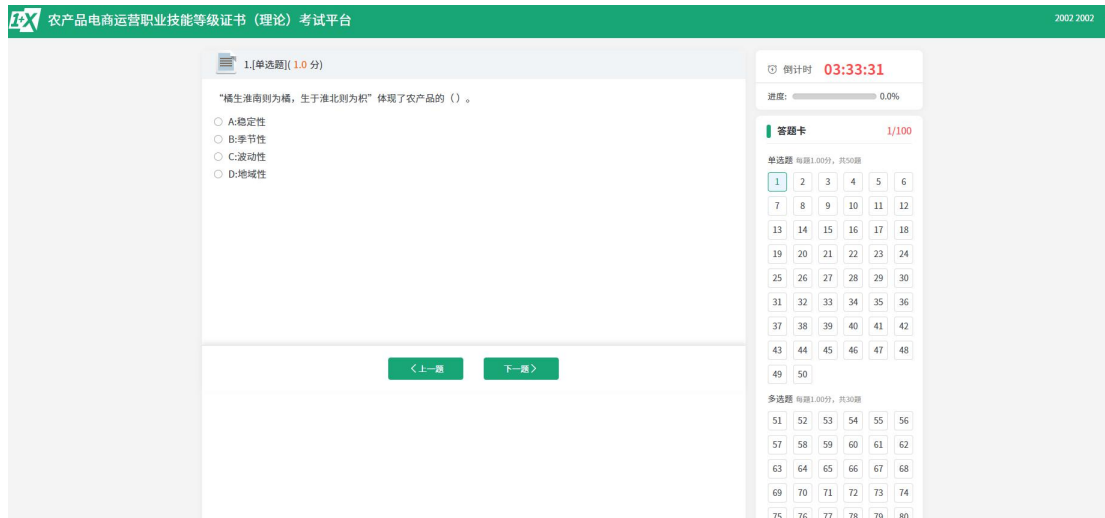 1+X 农产品电商运营职业技能等级证书（理论）考试平台
2002 2002
1.[单选题]( 1.0 分)
“橘生淮南则为橘，生于淮北则为枳”体现了农产品的（）。
A:稳定性
B:季节性
C:波动性
D:地域性
〈上一题
下一题〉
倒计时 03:33:31
进度: 0.0%
答题卡 1/100
单选题 每题1.00分，共50题
1 2 3 4 5 6
7 8 9 10 11 12
13 14 15 16 17 18
19 20 21 22 23 24
25 26 27 28 29 30
31 32 33 34 35 36
37 38 39 40 41 42
43 44 45 46 47 48
49 50
多选题 每题1.00分，共30题
51 52 53 54 55 56
57 58 59 60 61 62
63 64 65 66 67 68
69 70 71 72 73 74
75 76 77 78 79 80